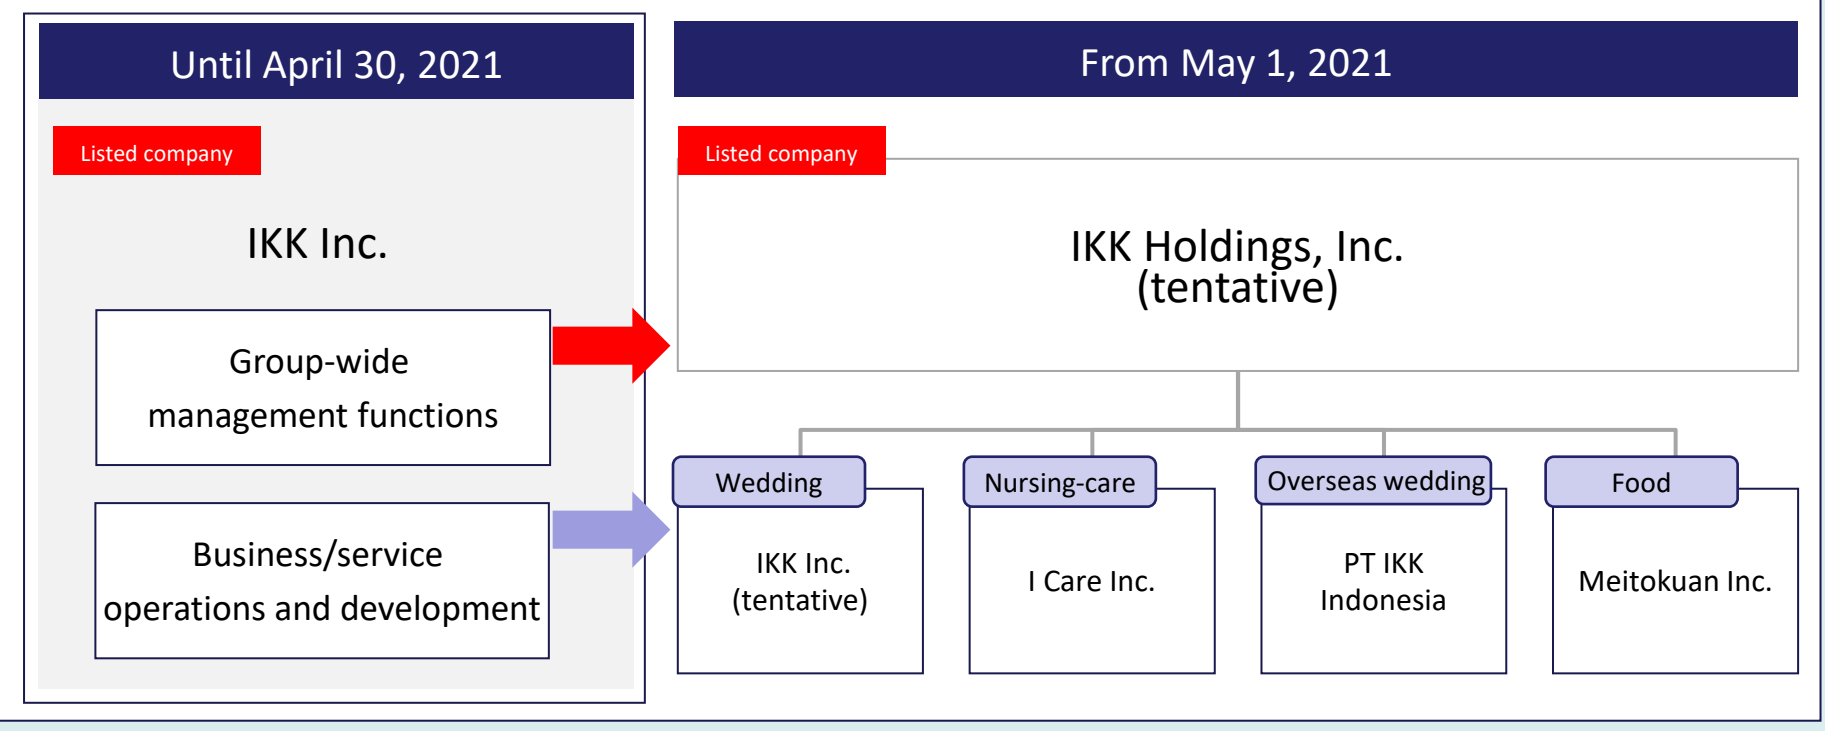 Until April 30, 2021
Listed company
IKK Inc.
Group-wide
management functions
Business/service
operations and development
From May 1, 2021
Listed company
IKK Holdings, Inc.
(tentative)
Wedding
IKK Inc.
(tentative)
Nursing-care
I Care Inc.
Overseas wedding
PT IKK
Indonesia
Food
Meitokuan Inc.